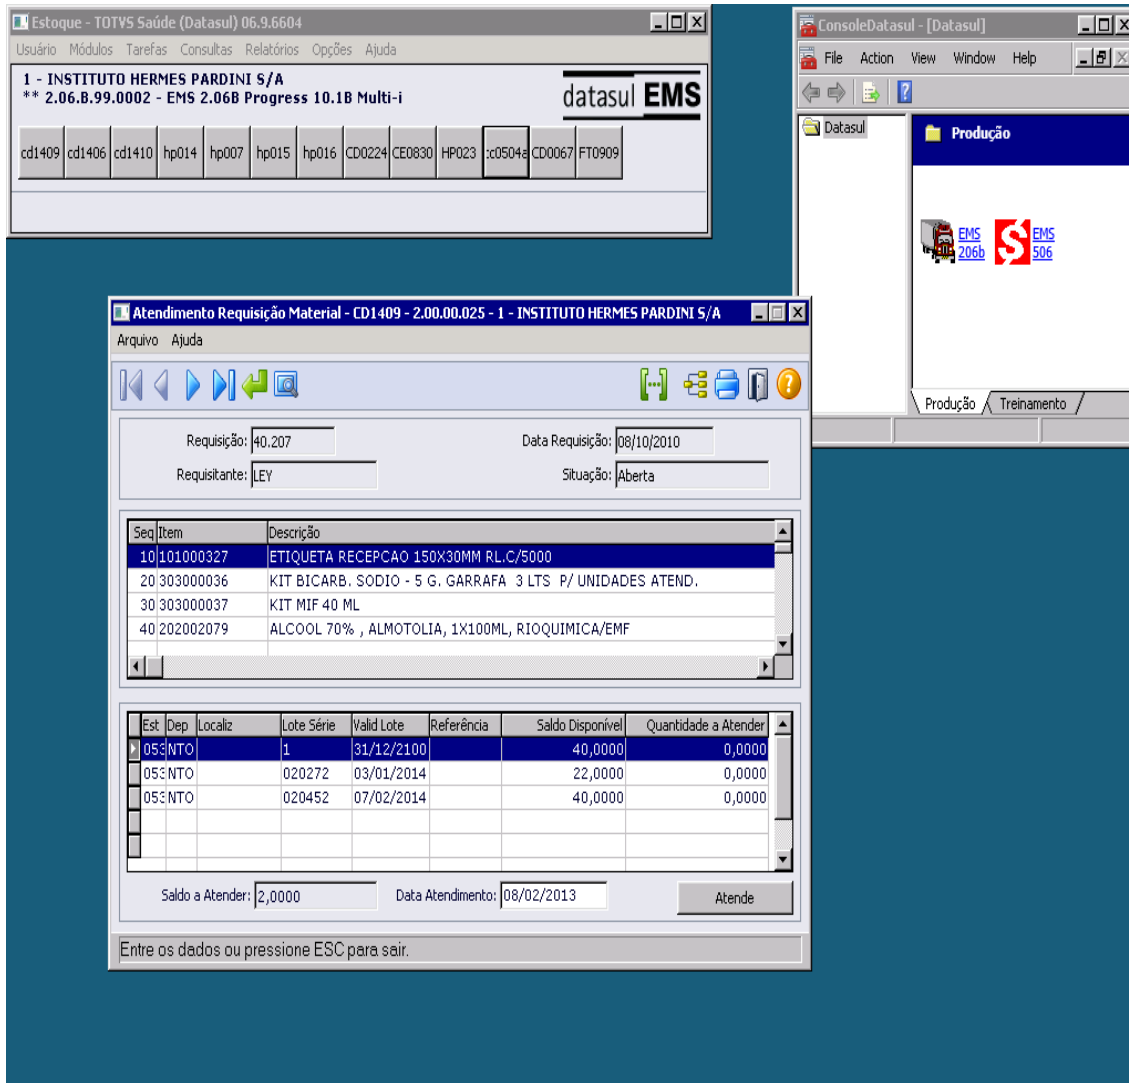 Estoque - TOTVS Saúde (Datasul) 06.9.6604
Usuário Módulos Tarefas Consultas Relatórios Opções Ajuda
1 - INSTITUTO HERMES PARDINI S/A
** 2.06.B.99.0002 - EMS 2.06B Progress 10.1B Multi-i
datasul EMS
cd1409 cd1406 cd1410 hp014 hp007 hp015 hp016 CD0224 CE0830 HP023 :c0504a CD0067 FT0909
ConsoleDatasul - [Datasul]
File Action View Window Help
Datasul
Produção
EMS 206b
EMS 506
Produção Treinamento
Atendimento Requisição Material - CD1409 - 2.00.00.025 - 1 - INSTITUTO HERMES PARDINI S/A
Arquivo Ajuda
Requisição: 40.207 Data Requisição: 08/10/2010
Requisitante: LEY Situação: Aberta
Seq Item Descrição
10 101000327 ETIQUETA RECEPCAO 150X30MM RL.C/5000
20 303000036 KIT BICARB. SODIO - 5 G. GARRAFA 3 LTS P/ UNIDADES ATEND.
30 303000037 KIT MIF 40 ML
40 202002079 ALCOOL 70% , ALMOTOLIA, 1X100ML, RIOQUIMICA/EMF
Est Dep Localiz Lote Série Valid Lote Referência Saldo Disponível Quantidade a Atender
053 NTO 1 31/12/2100 40,0000 0,0000
053 NTO 020272 03/01/2014 22,0000 0,0000
053 NTO 020452 07/02/2014 40,0000 0,0000
Saldo a Atender: 2,0000 Data Atendimento: 08/02/2013 Atende
Entre os dados ou pressione ESC para sair.